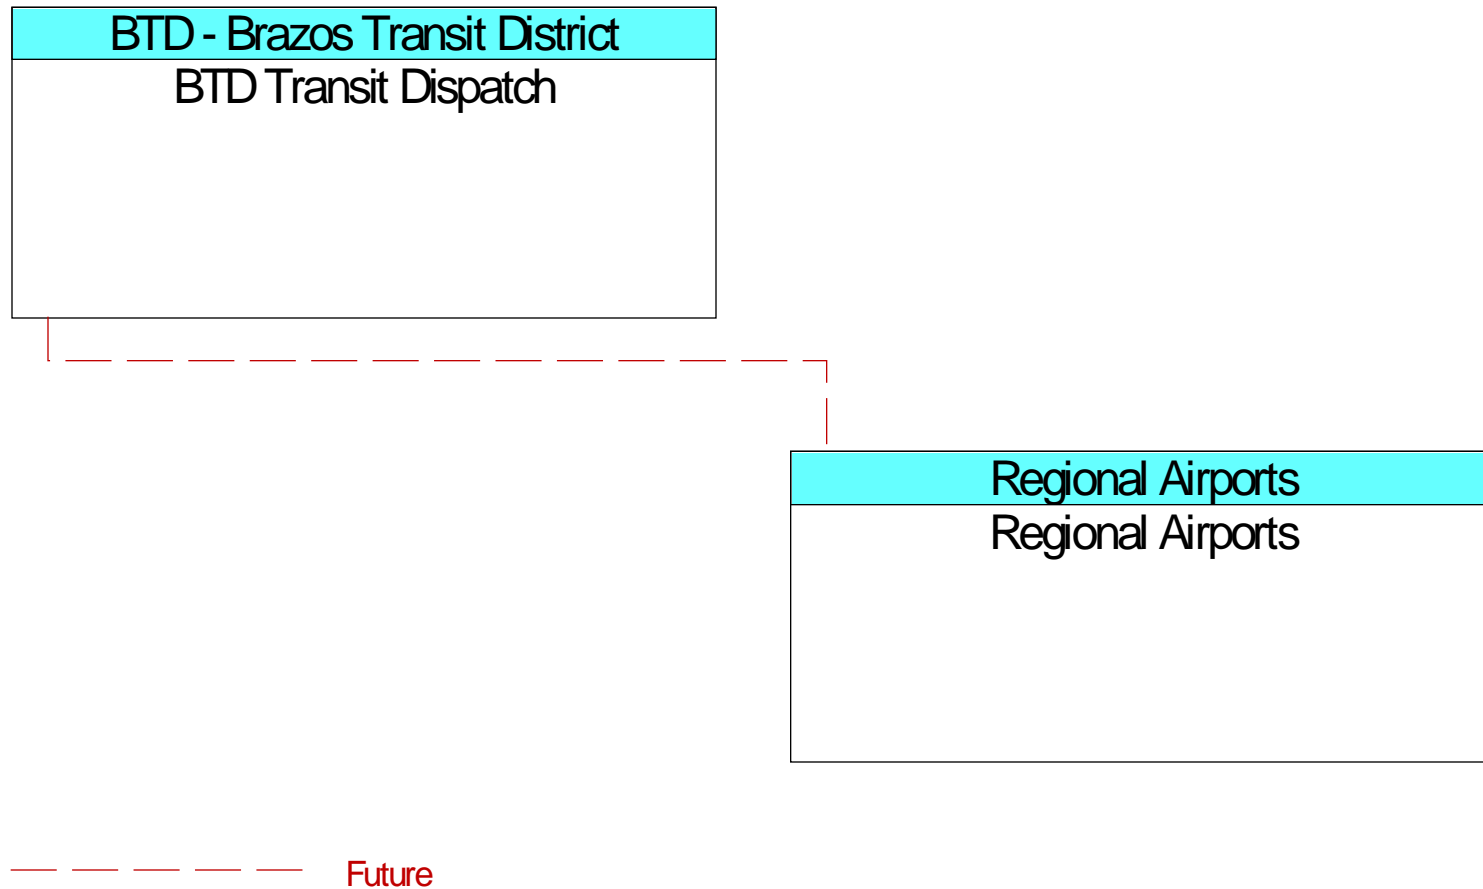 BTD - Brazos Transit District
BTD Transit Dispatch
Regional Airports
Regional Airports
Future